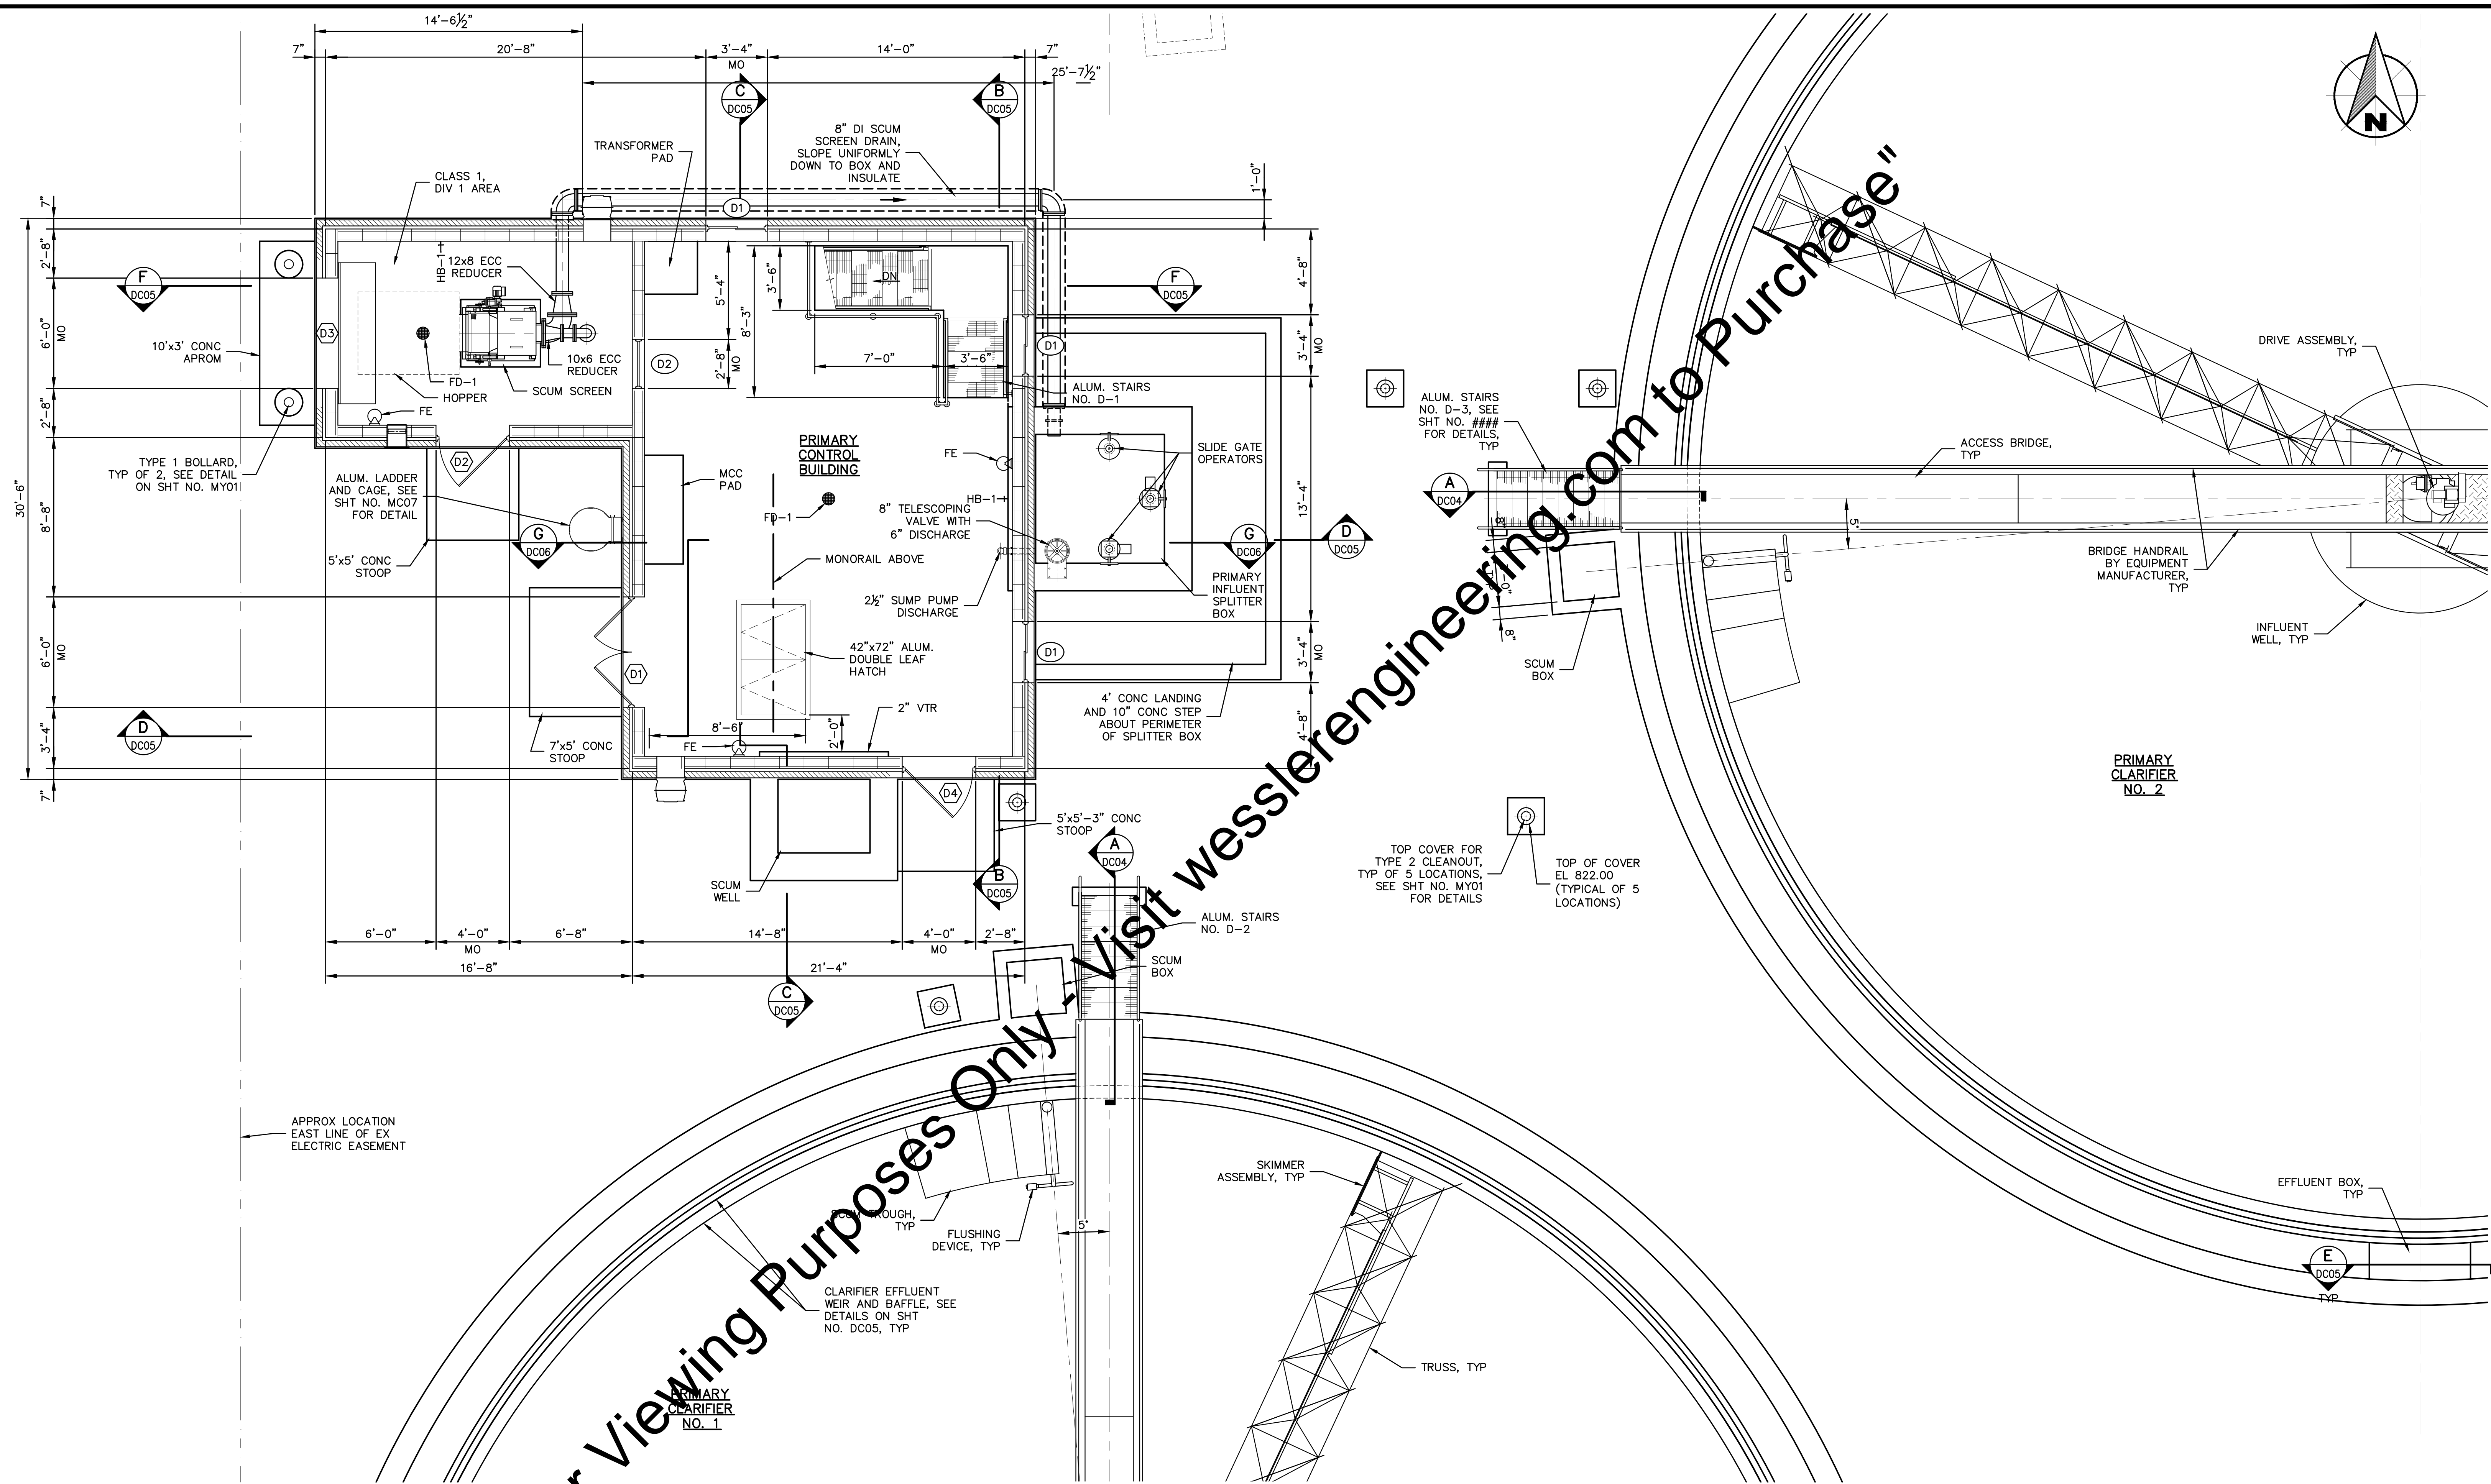 14'-6½"
7"
20'-8"
3'-4"
MO
14'-0"
7"
25'-7½"
C
DC05
B
DC05
N
8" DI SCUM
SCREEN DRAIN,
SLOPE UNIFORMLY
DOWN TO BOX AND
INSULATE
TRANSFORMER
PAD
CLASS 1,
DIV 1 AREA
1'-0"
7"
2'-8"
6'-0"
MO
2'-8"
8'-8"
30'-6"
6'-0"
MO
3'-4"
7"
D1
F
DC05
HB-1
12x8 ECC
REDUCER
5'-4"
3'-6"
DN
8'-3"
F
DC05
4'-8"
D3
10'x3' CONC
APROM
10x6 ECC
REDUCER
D2
2'-8"
MO
7'-0"
3'-6"
D1
3'-4"
MO
FD-1
HOPPER
SCUM SCREEN
FE
ALUM. STAIRS
NO. D-1
PRIMARY
CONTROL
BUILDING
FE
SLIDE GATE
OPERATORS
TYPE 1 BOLLARD,
TYP OF 2, SEE DETAIL
ON SHT NO. MY01
D2
ALUM. LADDER
AND CAGE, SEE
SHT NO. MC07
FOR DETAIL
MCC
PAD
HB-1
FD-1
8" TELESCOPING
VALVE WITH
6" DISCHARGE
13'-4"
G
DC06
G
DC06
D
DC05
5'x5' CONC
STOOP
MONORAIL ABOVE
2½" SUMP PUMP
DISCHARGE
PRIMARY
INFLUENT
SPLITTER
BOX
42"x72" ALUM.
DOUBLE LEAF
HATCH
D1
D1
3'-4"
MO
4' CONC LANDING
AND 10" CONC STEP
ABOUT PERIMETER
OF SPLITTER BOX
D
DC05
2" VTR
8'-6"
2'-0"
FE
4'-8"
7'x5' CONC
STOOP
D4
5'x5'-3" CONC
STOOP
SCUM
WELL
B
DC05
A
DC04
6'-0"
4'-0"
MO
6'-8"
14'-8"
4'-0"
MO
2'-8"
16'-8"
21'-4"
C
DC05
ALUM. STAIRS
NO. D-2
SCUM
BOX
ALUM. STAIRS
NO. D-3, SEE
SHT NO. ####
FOR DETAILS,
TYP
A
DC04
ACCESS BRIDGE,
TYP
DRIVE ASSEMBLY,
TYP
8"
8"
5°
SCUM
BOX
BRIDGE HANDRAIL
BY EQUIPMENT
MANUFACTURER,
TYP
INFLUENT
WELL, TYP
PRIMARY
CLARIFIER
NO. 2
TOP COVER FOR
TYPE 2 CLEANOUT,
TYP OF 5 LOCATIONS,
SEE SHT NO. MY01
FOR DETAILS
TOP OF COVER
EL 822.00
(TYPICAL OF 5
LOCATIONS)
APPROX LOCATION
EAST LINE OF EX
ELECTRIC EASEMENT
SCUM TROUGH,
TYP
FLUSHING
DEVICE, TYP
5°
SKIMMER
ASSEMBLY, TYP
EFFLUENT BOX,
TYP
E
DC05
TYP
CLARIFIER EFFLUENT
WEIR AND BAFFLE, SEE
DETAILS ON SHT
NO. DC05, TYP
TRUSS, TYP
PRIMARY
CLARIFIER
NO. 1
Viewing Purposes Only - Visit wesslerengineering.com to Purchase"